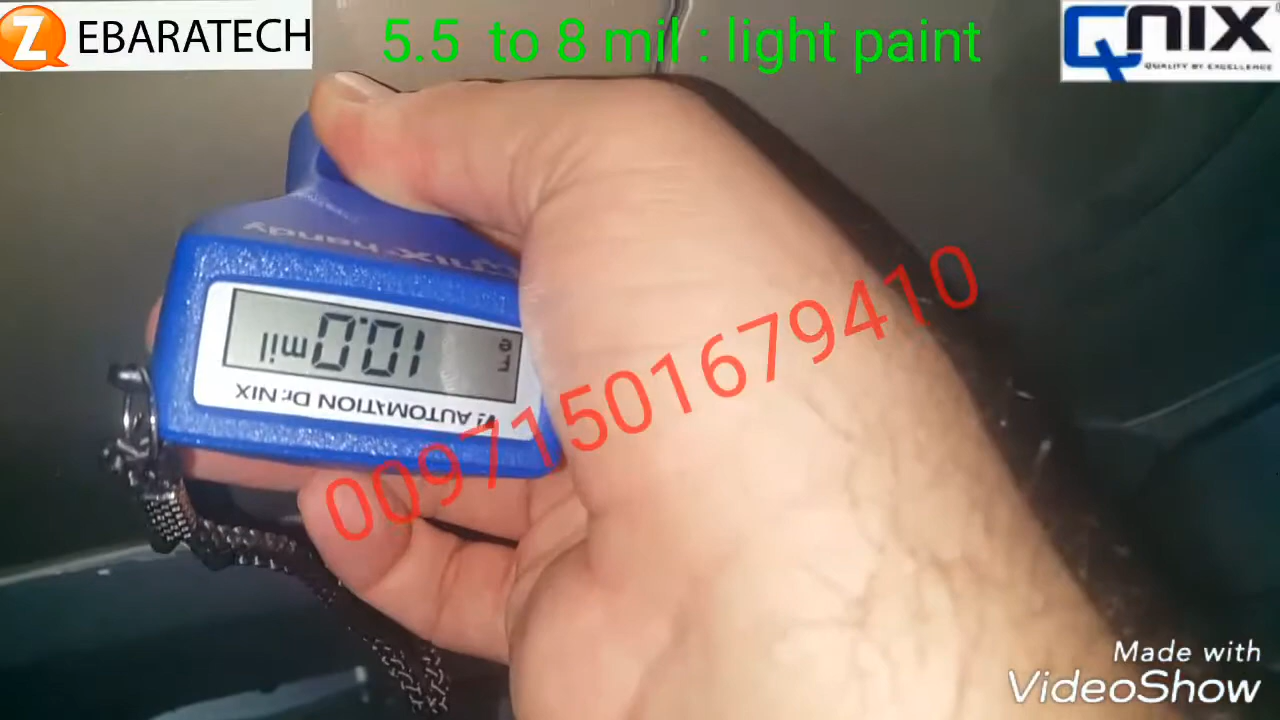 ZEBARATECH
5.5 to 8 mil : light paint
QNIX
QUALITY BY EXCELLENCE
QNIX handy
10.0 mil
Fe
AUTOMATION Dr. NIX
00971501679410
Made with
VideoShow